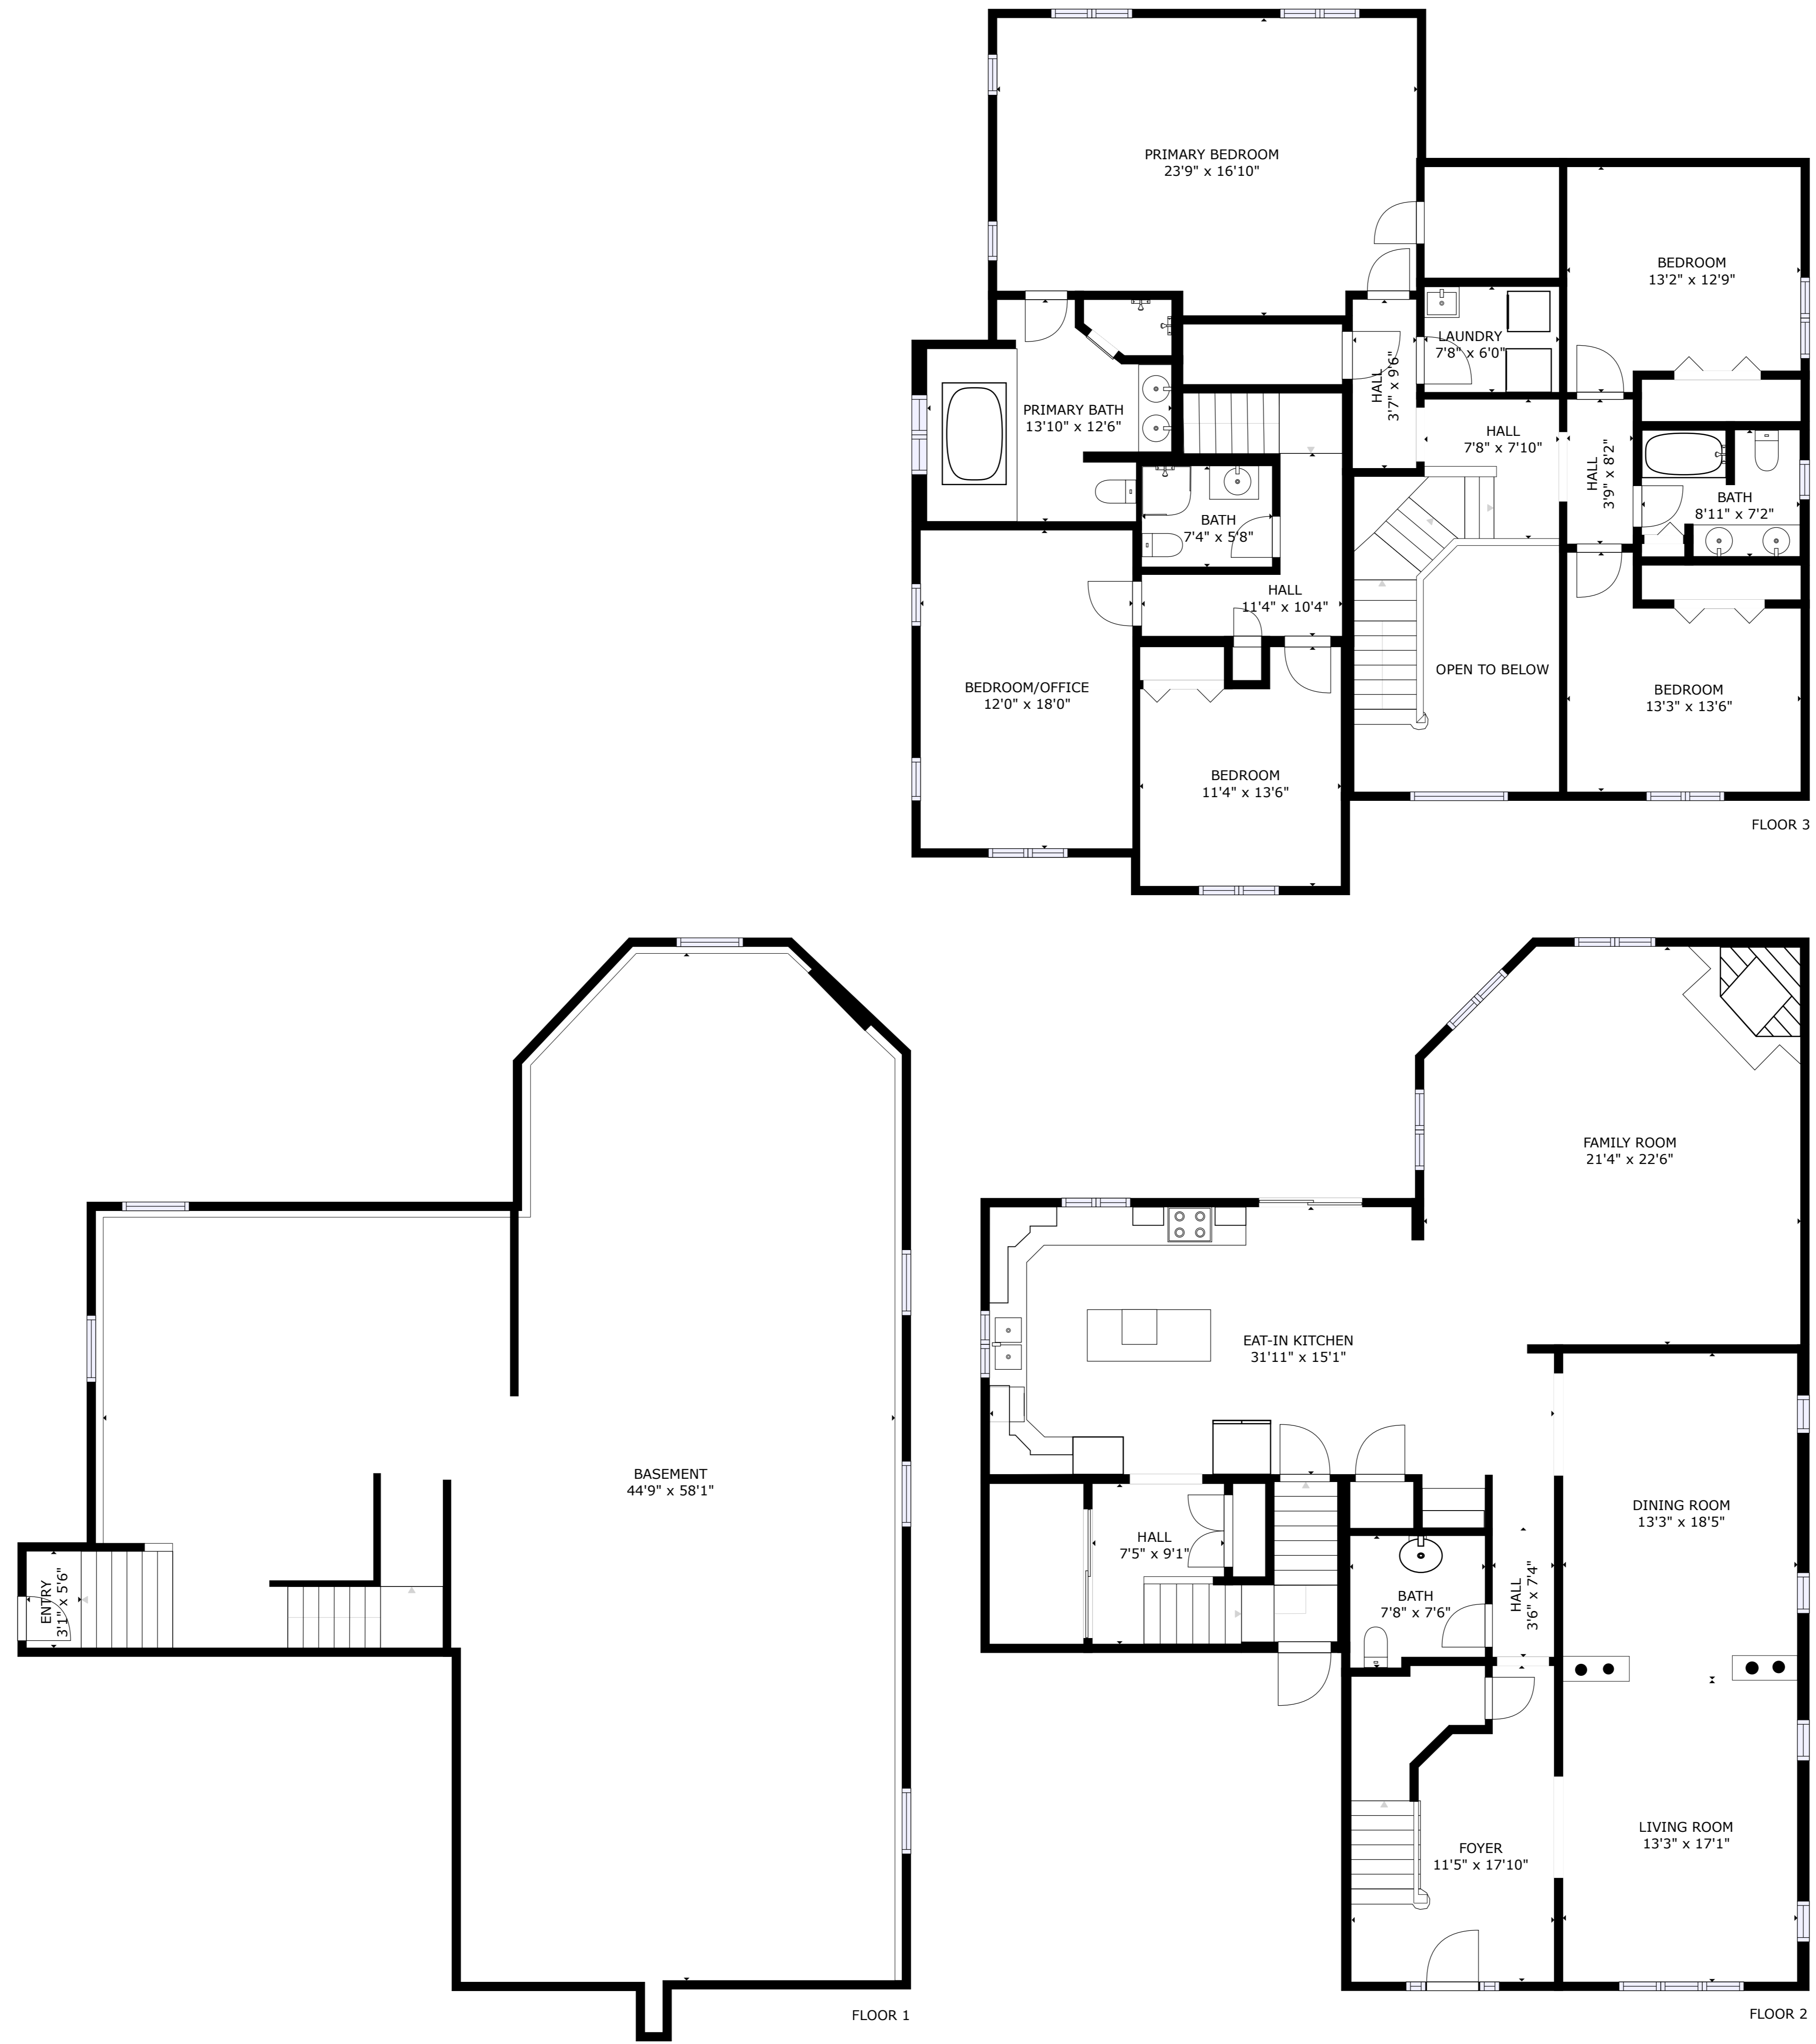 PRIMARY BEDROOM
23'9" x 16'10"
BEDROOM
13'2" x 12'9"
LAUNDRY
7'8" x 6'0"
HALL
3'7" x 9'6"
PRIMARY BATH
13'10" x 12'6"
HALL
7'8" x 7'10"
HALL
3'9" x 8'2"
BATH
8'11" x 7'2"
BATH
7'4" x 5'8"
HALL
11'4" x 10'4"
OPEN TO BELOW
BEDROOM/OFFICE
12'0" x 18'0"
BEDROOM
13'3" x 13'6"
BEDROOM
11'4" x 13'6"
FLOOR 3
BASEMENT
44'9" x 58'1"
ENTRY
3'1" x 5'6"
FLOOR 1
FAMILY ROOM
21'4" x 22'6"
EAT-IN KITCHEN
31'11" x 15'1"
DINING ROOM
13'3" x 18'5"
HALL
7'5" x 9'1"
BATH
7'8" x 7'6"
HALL
3'6" x 7'4"
LIVING ROOM
13'3" x 17'1"
FOYER
11'5" x 17'10"
FLOOR 2